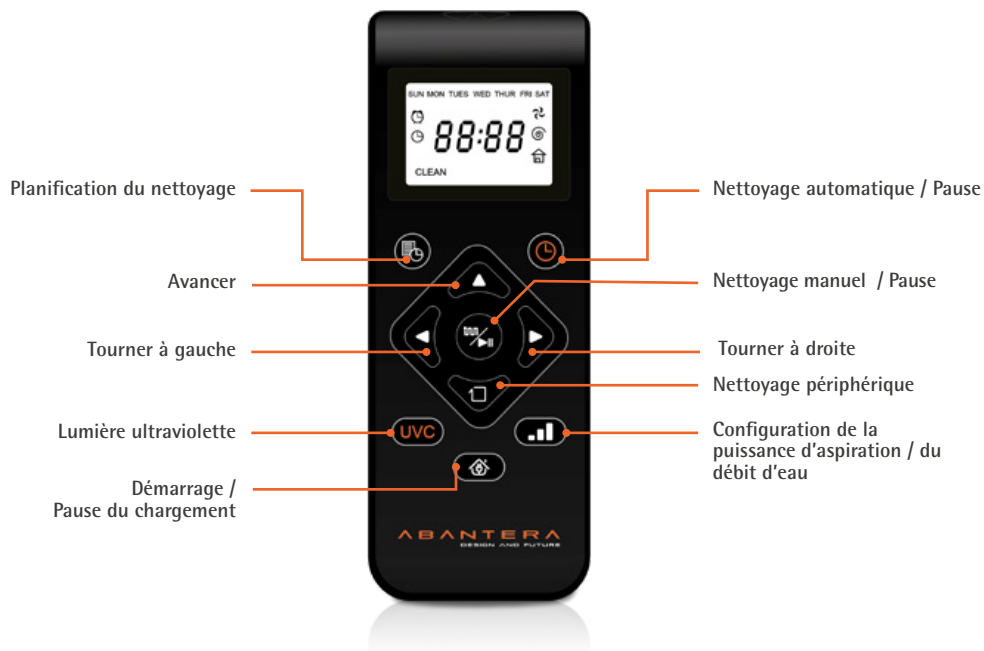 SUN MON TUES WED THUR FRI SAT
88:88
CLEAN
Planification du nettoyage
Nettoyage automatique / Pause
Avancer
Nettoyage manuel / Pause
Tourner à gauche
Tourner à droite
Nettoyage périphérique
Lumière ultraviolette
UVC
Configuration de la
puissance d'aspiration / du
débit d'eau
Démarrage /
Pause du chargement
ABANTERA
DESIGN AND FUTURE